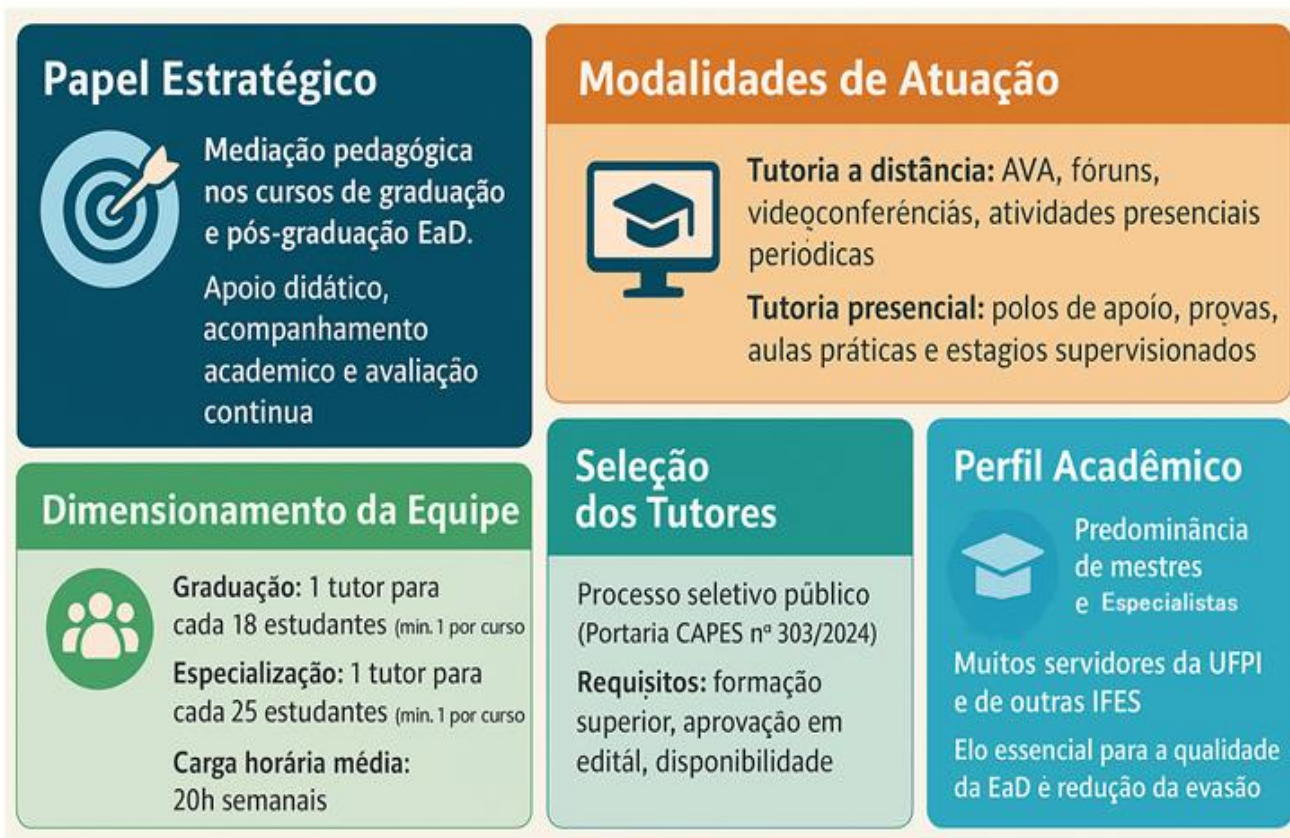 Papel Estratégico
Mediação pedagógica
nos cursos de graduação
e pós-graduação EaD.
Apoio didático,
acompanhamento
academico e avaliação
continua
Modalidades de Atuação
Tutoria a distância: AVA, fóruns,
videoconferénciás, atividades presenciais
periódicas
Tutoria presencial: polos de apoio, provas,
aulas práticas e estagios supervisionados
Dimensionamento da Equipe
Graduação: 1 tutor para
cada 18 estudantes (min. 1 por curso
Especialização: 1 tutor para
cada 25 estudantes (min. 1 por curso
Carga horária média:
20h semanais
Seleção
dos Tutores
Processo seletivo público
(Portaria CAPES nª 303/2024)
Requisitos: formação
superior, aprovação em
editál, disponibilidade
Perfil Acadêmico
Predominância
de mestres
e Especialistas
Muitos servidores da UFPI
e de outras IFES
Elo essencial para a qualidade
da EaD ė redução da evasão